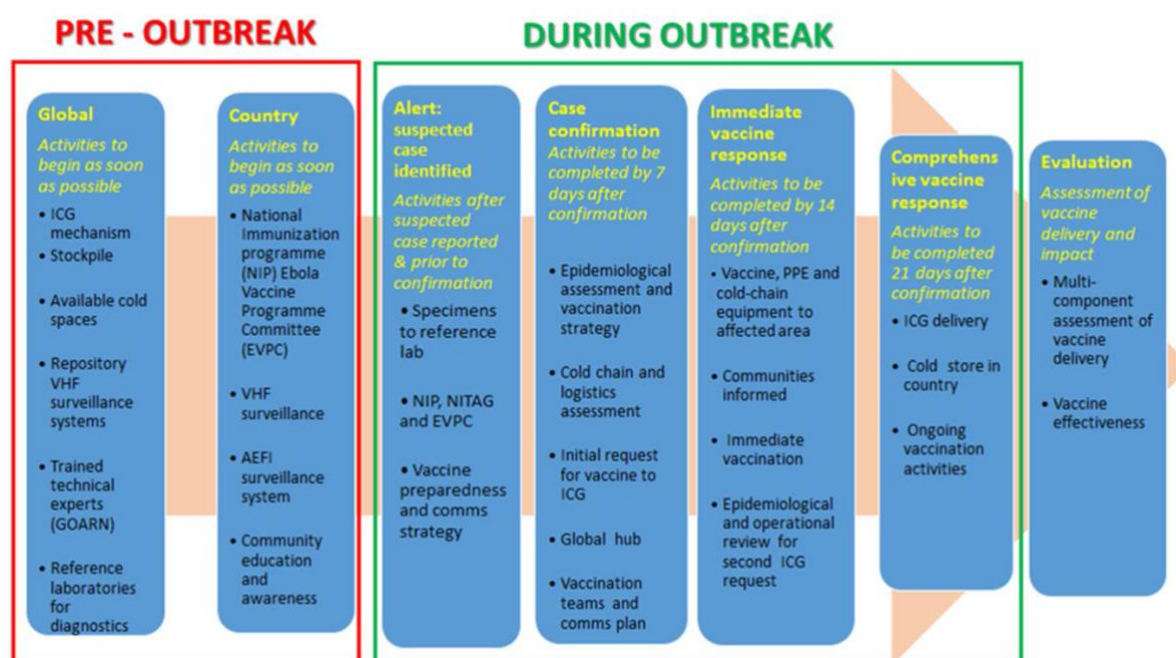 PRE - OUTBREAK
DURING OUTBREAK
Global
Activities to
begin as soon
as possible
• ICG
mechanism
• Stockpile
• Available cold
spaces
• Repository
VHF
surveillance
systems
• Trained
technical
experts
(GOARN)
• Reference
laboratories
for
diagnostics
Country
Activities to
begin as soon
as possible
• National
Immunization
programme
(NIP) Ebola
Vaccine
Programme
Committee
(EVPC)
• VHF
surveillance
• AEFI
surveillance
system
• Community
education
and
awareness
Alert:
suspected
case
identified
Activities after
suspected
case reported
& prior to
confirmation
• Specimens
to reference
lab
• NIP, NITAG
and EVPC
• Vaccine
preparedness
and comms
strategy
Case
confirmation
Activities to be
completed by 7
days after
confirmation
• Epidemiological
assessment and
vaccination
strategy
• Cold chain and
logistics
assessment
• Initial request
for vaccine to
ICG
• Global hub
• Vaccination
teams and
comms plan
Immediate
vaccine
response
Activities to be
completed by 14
days after
confirmation
• Vaccine, PPE and
cold-chain
equipment to
affected area
• Communities
informed
• Immediate
vaccination
• Epidemiological
and operational
review for
second ICG
request
Comprehens
ive vaccine
response
Activities to
be completed
21 days after
confirmation
• ICG delivery
• Cold store in
country
• Ongoing
vaccination
activities
Evaluation
Assessment of
vaccine
delivery and
impact
• Multi-
component
assessment of
vaccine
delivery
• Vaccine
effectiveness